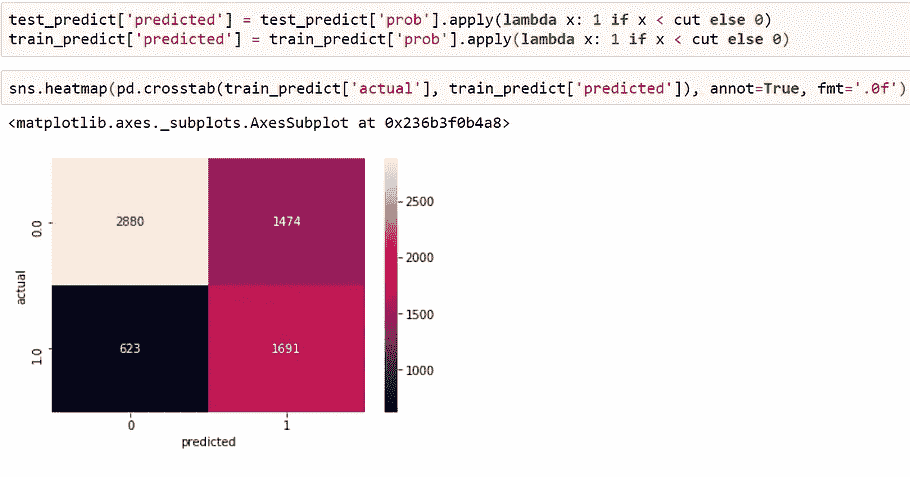 test_predict['predicted'] = test_predict['prob'].apply(lambda x: 1 if x < cut else 0)
train_predict['predicted'] = train_predict['prob'].apply(lambda x: 1 if x < cut else 0)
sns.heatmap(pd.crosstab(train_predict['actual'], train_predict['predicted']), annot=True, fmt='.0f')
<matplotlib.axes._subplots.AxesSubplot at 0x236b3f0b4a8>
2880
1474
623
1691
0.0
1.0
actual
0
1
predicted
2500
2000
1500
1000